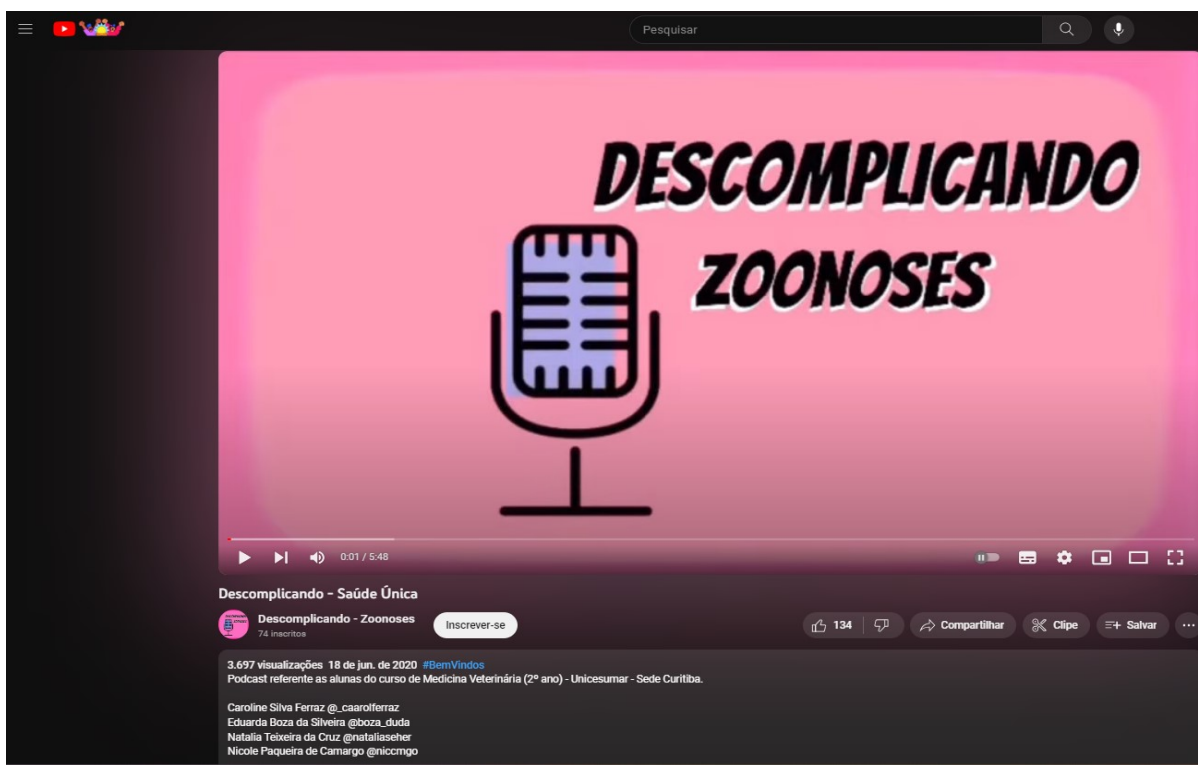 Pesquisar
DESCOMPLICANDO
ZOONOSES
0:01 / 5:48
Descomplicando - Saúde Única
Descomplicando - Zoonoses
74 inscritos
Inscrever-se
134
Compartilhar
Clipe
Salvar
3.697 visualizações 18 de jun. de 2020 #BemVindos
Podcast referente as alunas do curso de Medicina Veterinária (2º ano) - Unicesumar - Sede Curitiba.
Caroline Silva Ferraz @_caarolferraz
Eduarda Boza da Silveira @boza_duda
Natalia Teixeira da Cruz @nataliaseher
Nicole Paqueira de Camargo @niccmgo